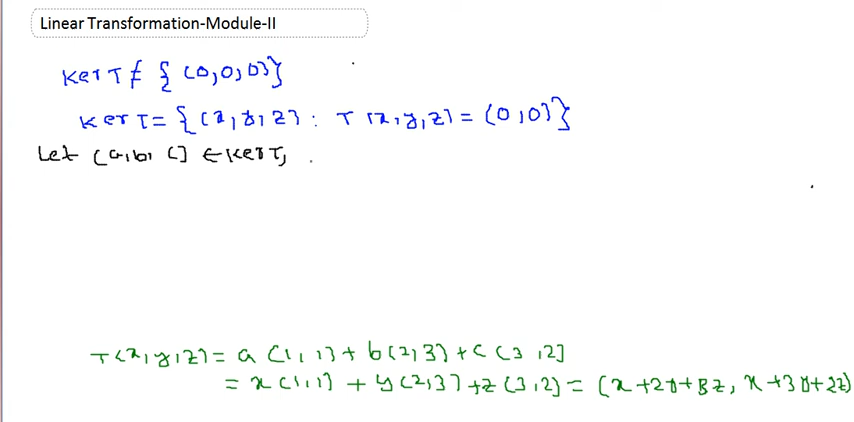 Linear Transformation-Module-II
Ker T ≠ { (0,0,0)}
Ker T = { (x,y,z) : T (x,y,z) = (0,0)}
Let (a,b,c) ∈ Ker T,
T(x,y,z) = a (1,1) + b(2,3) + c (3,2)
= x(1,1) + y(2,3) + z(3,2) = (x+2y+3z, x+3y+2z)